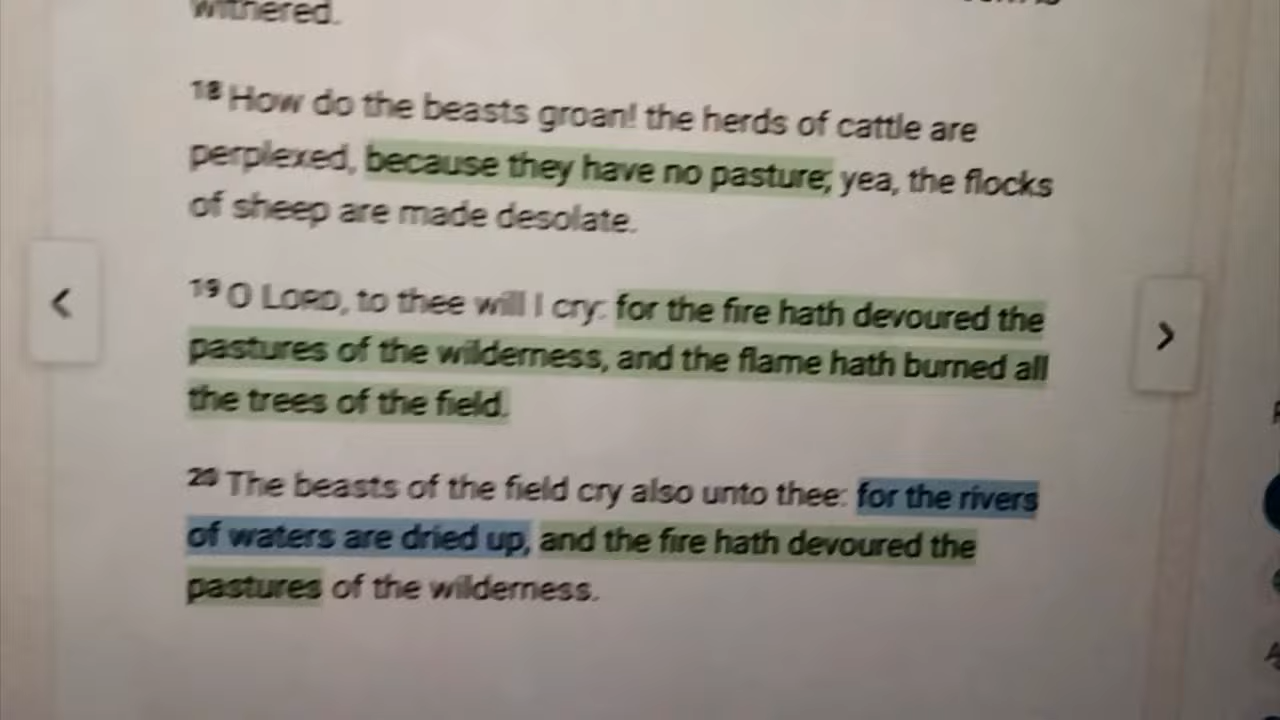 withered.
18 How do the beasts groan! the herds of cattle are
perplexed, because they have no pasture; yea, the flocks
of sheep are made desolate.
19 O LORD, to thee will I cry: for the fire hath devoured the
pastures of the wilderness, and the flame hath burned all
the trees of the field.
20 The beasts of the field cry also unto thee: for the rivers
of waters are dried up, and the fire hath devoured the
pastures of the wilderness.